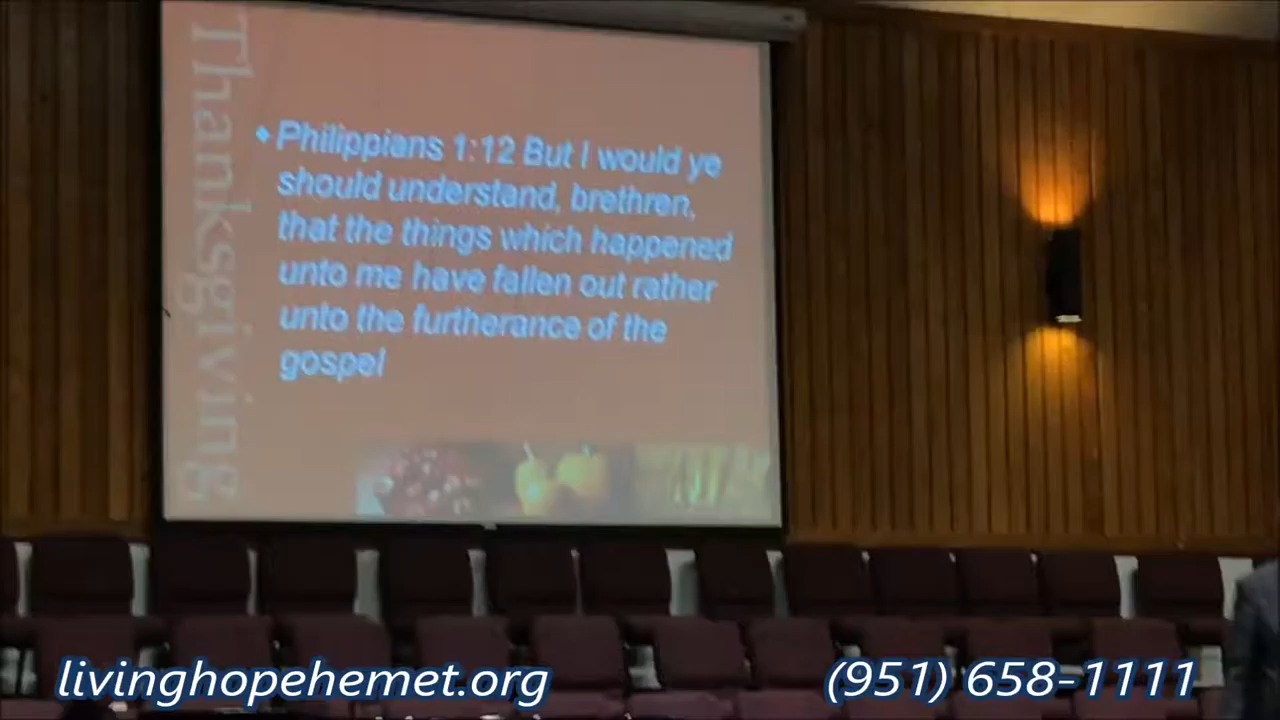 Thanksgiving
Philippians 1:12 But I would ye
should understand, brethren,
that the things which happened
unto me have fallen out rather
unto the furtherance of the
gospel
livinghopehemet.org
(951) 658-1111